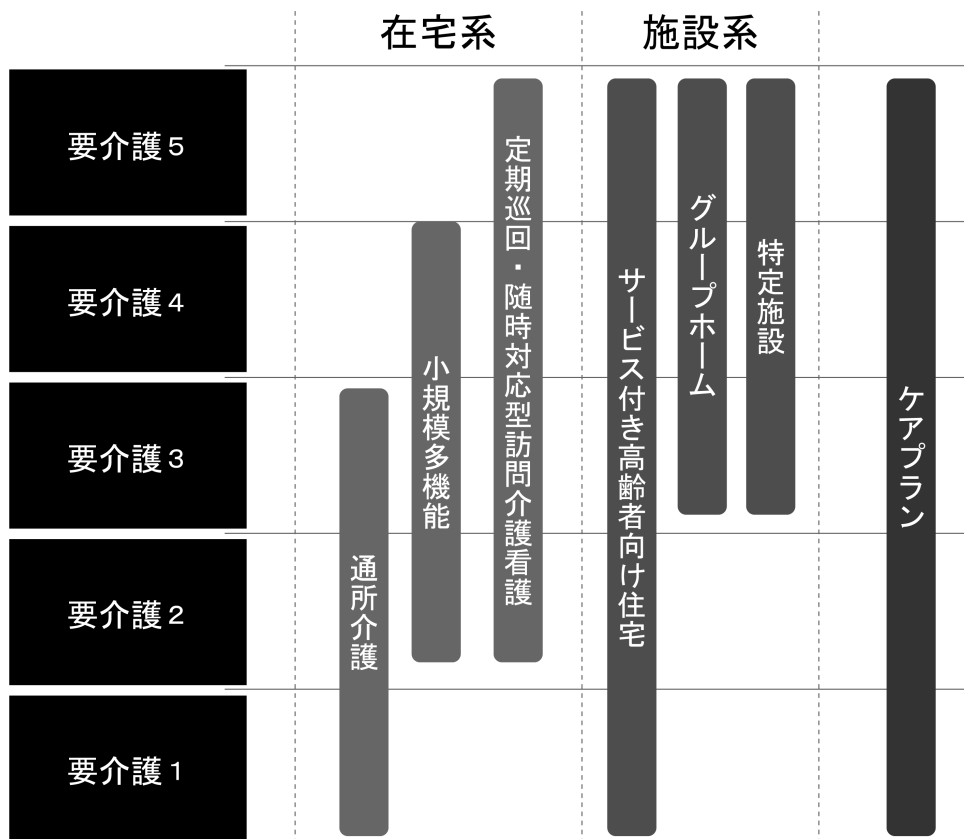 在宅系
施設系
要介護5
要介護4
要介護3
要介護2
要介護1
通所介護
小規模多機能
定期巡回・随時対応型訪問介護看護
サービス付き高齢者向け住宅
グループホーム
特定施設
ケアプラン